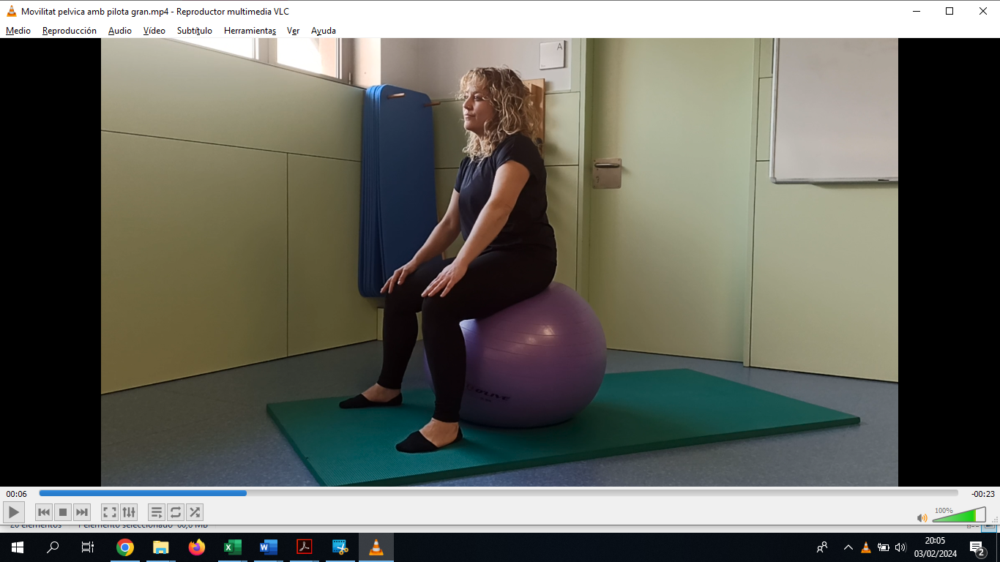 Movilitat pelvica amb pilota gran.mp4 - Reproductor multimedia VLC
Medio Reproducción Audio Vídeo Subtítulo Herramientas Ver Ayuda
A
00:06
-00:23
100%
20:05
03/02/2024
2